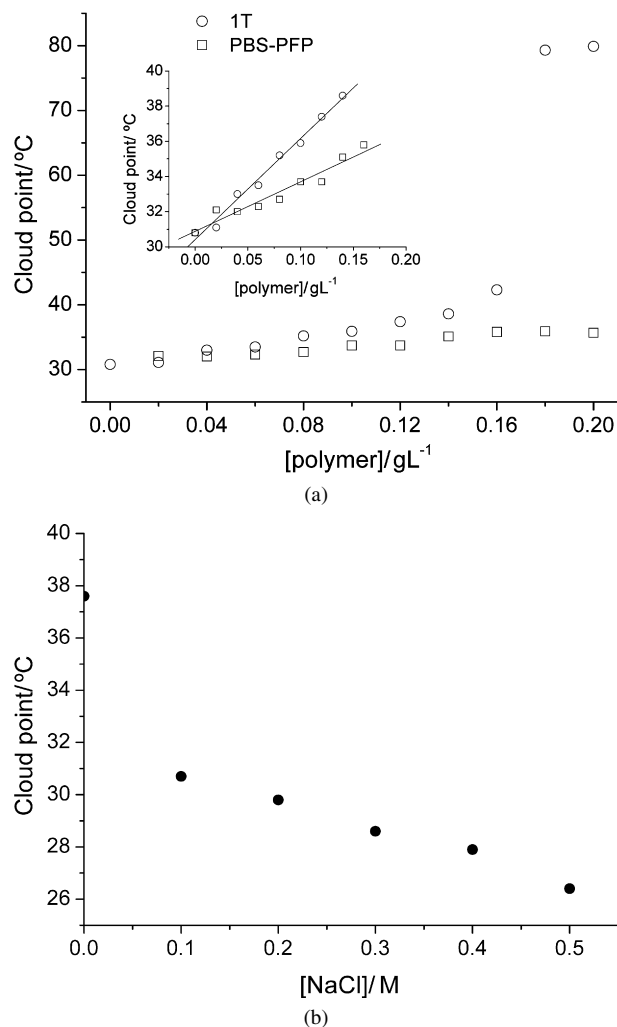 1T
PBS-PFP
80
70
60
50
40
30
Cloud point/ºC
40
38
36
34
32
30
Cloud point/ ºC
0.00 0.05 0.10 0.15 0.20
[polymer]/gL-1
0.00 0.04 0.08 0.12 0.16 0.20
[polymer]/gL-1
(a)
40
38
36
34
32
30
28
26
Cloud point/ºC
0.0 0.1 0.2 0.3 0.4 0.5
[NaCl]/ M
(b)